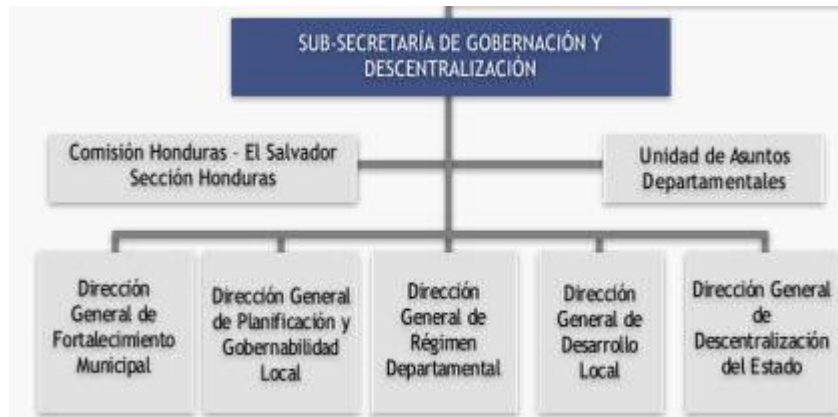 SUB-SECRETARÍA DE GOBERNACIÓN Y
DESCENTRALIZACIÓN
Comisión Honduras - El Salvador
Sección Honduras
Unidad de Asuntos
Departamentales
Dirección
General de
Fortalecimiento
Municipal
Dirección General
de Planificación y
Gobernabilidad
Local
Dirección
General de
Régimen
Departamental
Dirección
General de
Desarrollo
Local
Dirección General
de
Descentralización
del Estado